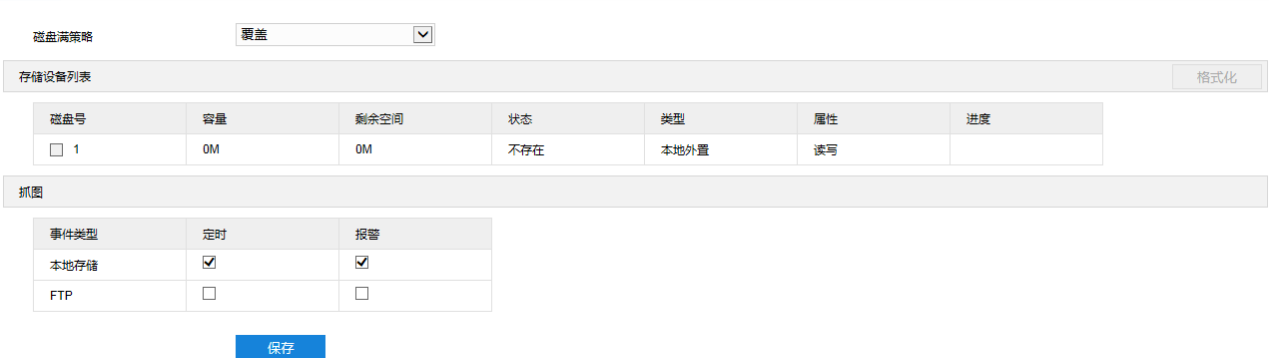 磁盘满策略 覆盖
存储设备列表 格式化
磁盘号 容量 剩余空间 状态 类型 属性 进度
1 0M 0M 不存在 本地外置 读写
抓图
事件类型 定时 报警
本地存储
FTP
保存